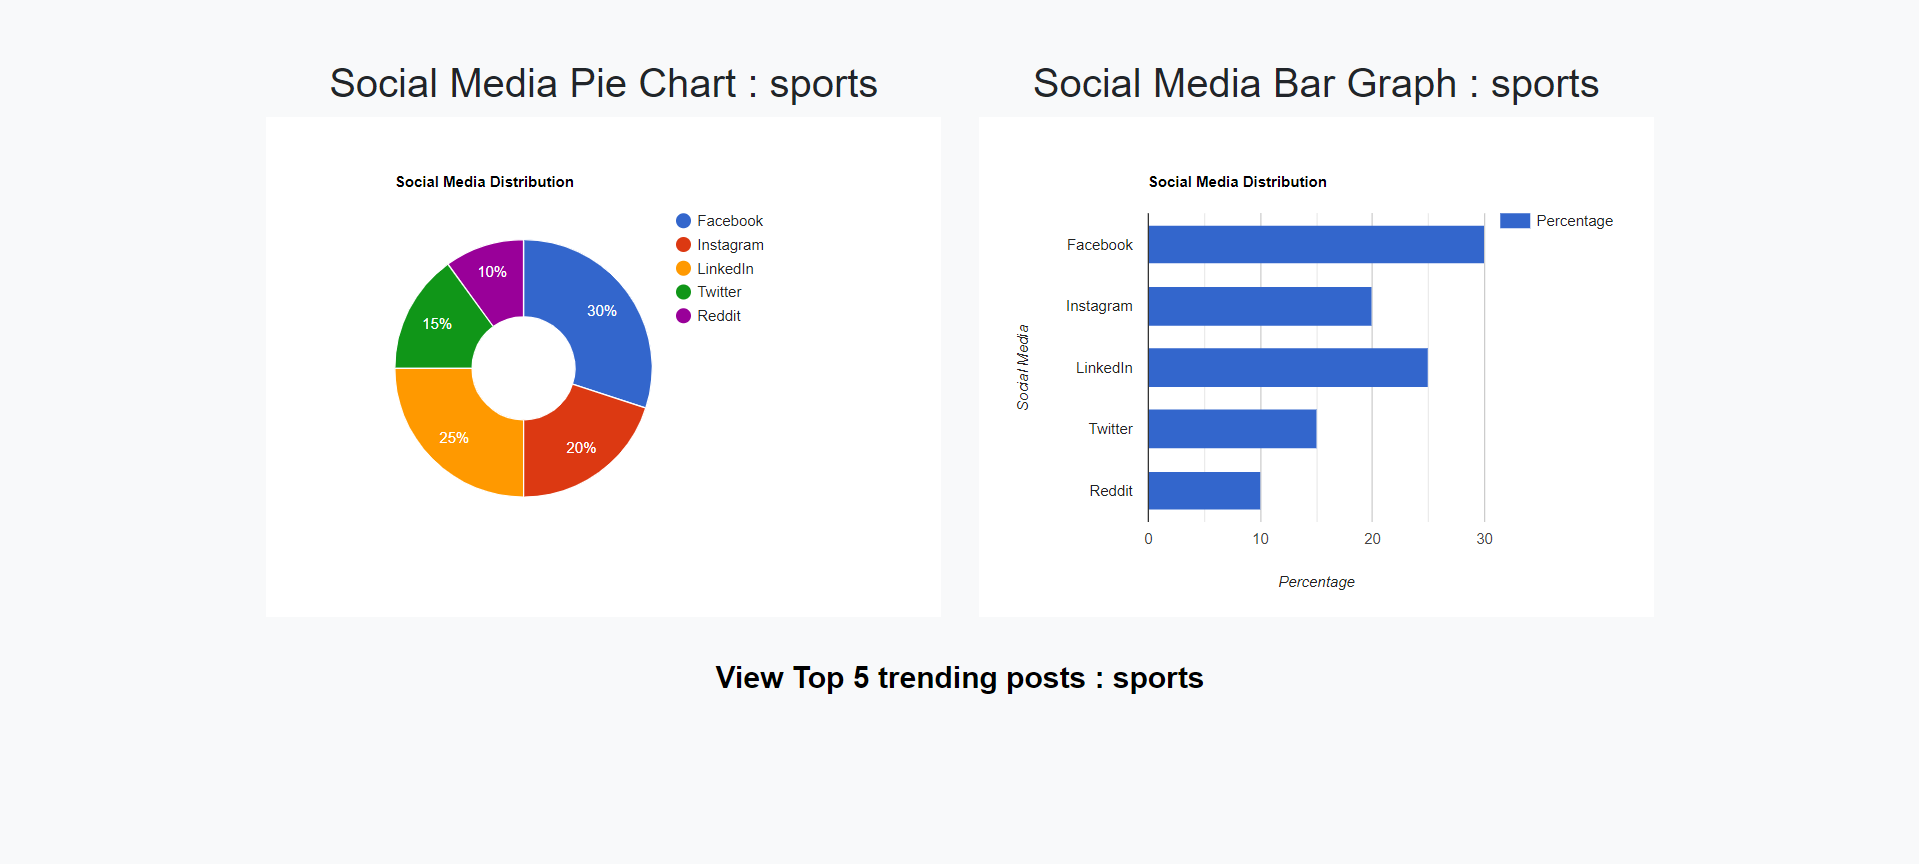 Social Media Pie Chart : sports
Social Media Distribution
Facebook
Instagram
LinkedIn
Twitter
Reddit
10%
30%
15%
25%
20%
Social Media Bar Graph : sports
Social Media Distribution
Percentage
Social Media
Facebook
Instagram
LinkedIn
Twitter
Reddit
0 10 20 30
Percentage
View Top 5 trending posts : sports